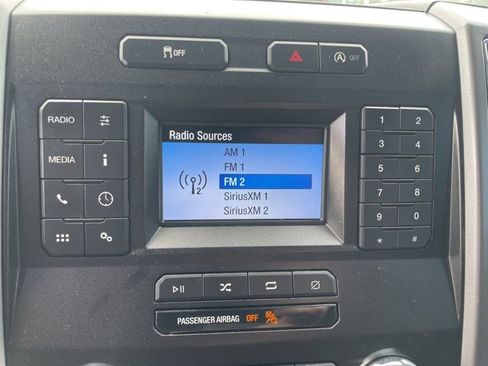 OFF
A OFF
RADIO
MEDIA
i
Radio Sources
AM 1
FM 1
FM 2
SiriusXM 1
SiriusXM 2
2
1 2
3 4
5 6
7 8
9 0
* #
PASSENGER AIRBAG OFF